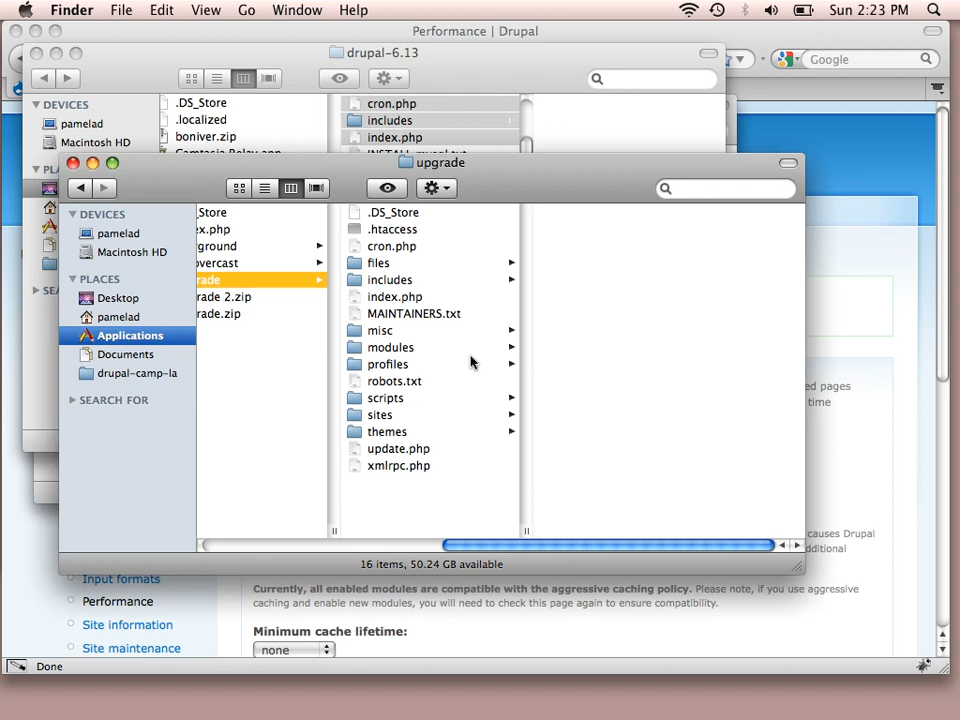 Finder File Edit View Go Window Help Sun 2:23 PM
Performance | Drupal
drupal-6.13
Google
DEVICES
pamelad
Macintosh HD
.DS_Store
.localized
boniver.zip
cron.php
includes
index.php
upgrade
DEVICES
pamelad
Macintosh HD
PLACES
Desktop
pamelad
Applications
Documents
drupal-camp-la
SEARCH FOR
_Store
ex.php
ground
overcast
rade
rade 2.zip
rade.zip
.DS_Store
.htaccess
cron.php
files
includes
index.php
MAINTAINERS.txt
misc
modules
profiles
robots.txt
scripts
sites
themes
update.php
xmlrpc.php
16 items, 50.24 GB available
ed pages
time
causes Drupal
ditional
Input formats
Performance
Site information
Site maintenance
Currently, all enabled modules are compatible with the aggressive caching policy. Please note, if you use aggressive
caching and enable new modules, you will need to check this page again to ensure compatibility.
Minimum cache lifetime:
none
Done